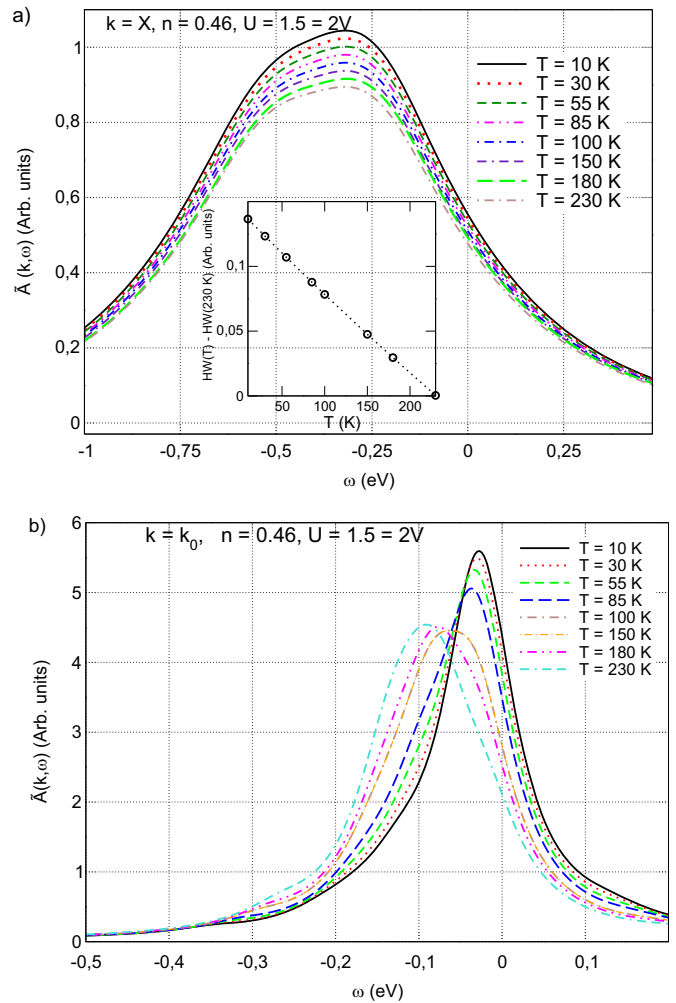 a)
k = X, n = 0.46, U = 1.5 = 2V
1
0,8
0,6
0,4
0,2
0
Ã (k,ω) (Arb. units)
T = 10 K
T = 30 K
T = 55 K
T = 85 K
T = 100 K
T = 150 K
T = 180 K
T = 230 K
HW(T) - HW(230 K) (Arb. units)
0,1
0,05
0
50 100 150 200
T (K)
-1 -0,75 -0,5 -0,25 0 0,25
ω (eV)
b)
k = k0, n = 0.46, U = 1.5 = 2V
6
5
4
3
2
1
0
Ã(k,ω) (Arb. units)
T = 10 K
T = 30 K
T = 55 K
T = 85 K
T = 100 K
T = 150 K
T = 180 K
T = 230 K
-0,5 -0,4 -0,3 -0,2 -0,1 0 0,1
ω (eV)